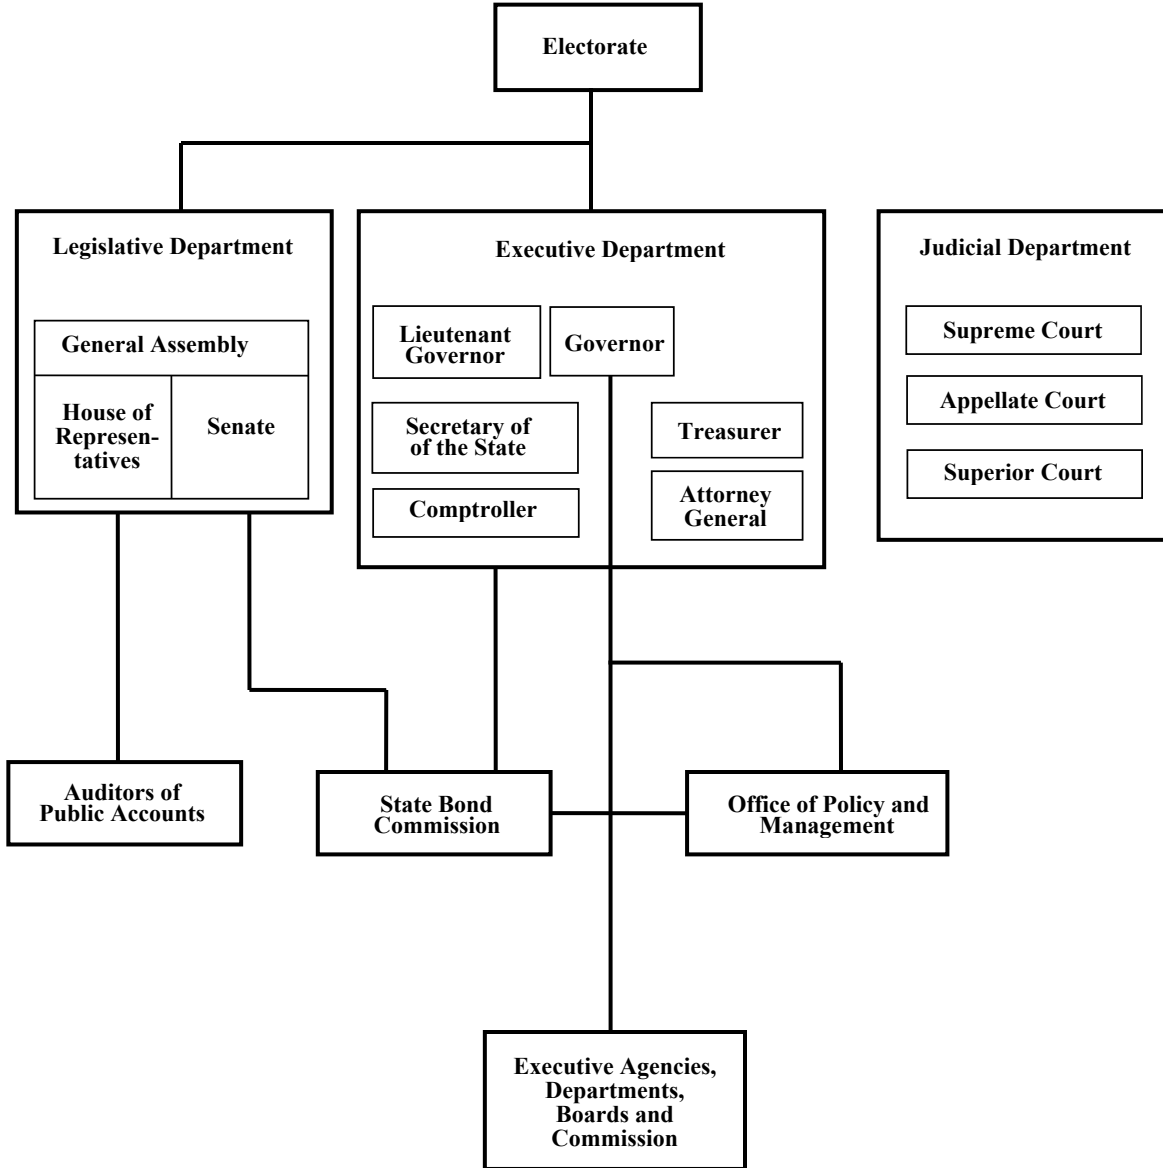 Electorate
Legislative Department
General Assembly
House of
Represen-
tatives
Senate
Executive Department
Lieutenant
Governor
Governor
Secretary of
of the State
Treasurer
Comptroller
Attorney
General
Judicial Department
Supreme Court
Appellate Court
Superior Court
Auditors of
Public Accounts
State Bond
Commission
Office of Policy and
Management
Executive Agencies,
Departments,
Boards and
Commission